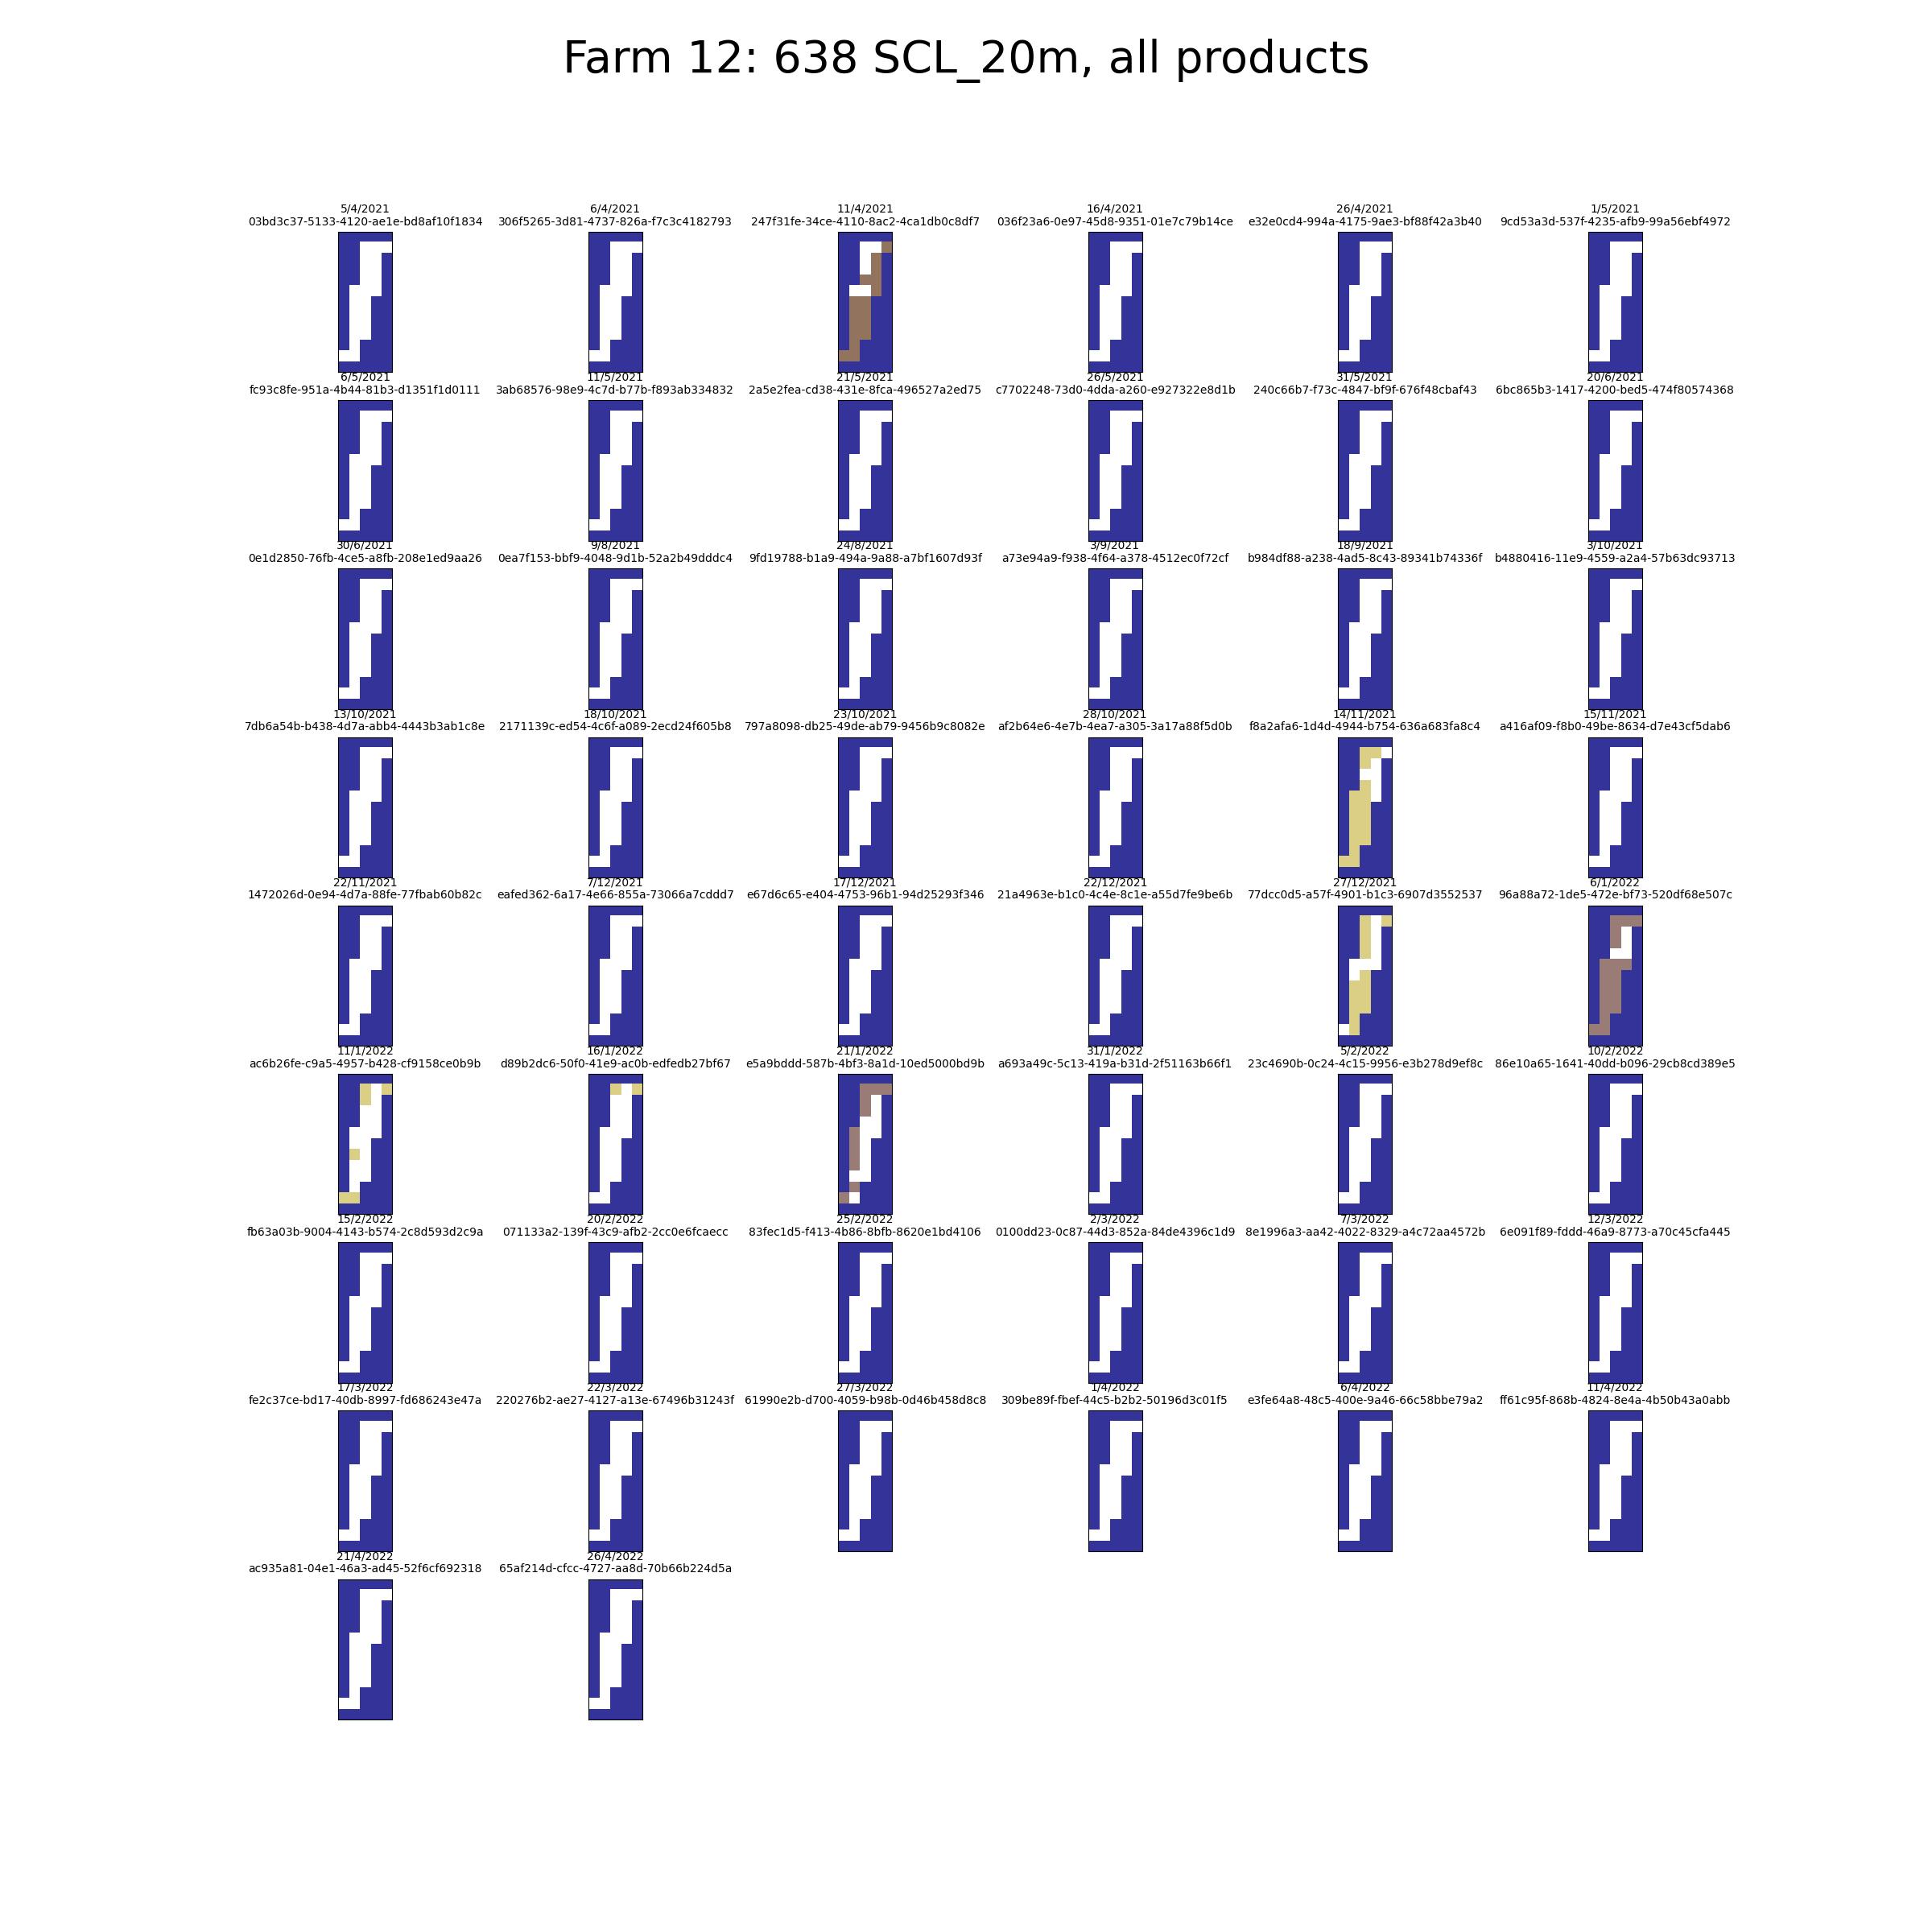 Farm 12: 638 SCL_20m, all products
5/4/2021 6/4/2021 11/4/2021 16/4/2021 26/4/2021 1/5/2021
03bd3c37-5133-4120-ae1e-bd8af10f1834 306f5265-3d81-4737-826a-f7c3c4182793 247f31fe-34ce-4110-8ac2-4ca1db0c8df7 036f23a6-0e97-45d8-9351-01e7c79b14ce e32e0cd4-994a-4175-9ae3-bf88f42a3b40 9cd53a3d-537f-4235-afb9-99a56ebf4972
6/5/2021 11/5/2021 21/5/2021 26/5/2021 31/5/2021 20/6/2021
fc93c8fe-951a-4b44-81b3-d1351f1d0111 3ab68576-98e9-4c7d-b77b-f893ab334832 2a5e2fea-cd38-431e-8fca-496527a2ed75 c7702248-73d0-4dda-a260-e927322e8d1b 240c66b7-f73c-4847-bf9f-676f48cbaf43 6bc865b3-1417-4200-bed5-474f80574368
30/6/2021 9/8/2021 24/8/2021 3/9/2021 18/9/2021 3/10/2021
0e1d2850-76fb-4ce5-a8fb-208e1ed9aa26 0ea7f153-bbf9-4048-9d1b-52a2b49dddc4 9fd19788-b1a9-494a-9a88-a7bf1607d93f a73e94a9-f938-4f64-a378-4512ec0f72cf b984df88-a238-4ad5-8c43-89341b74336f b4880416-11e9-4559-a2a4-57b63dc93713
13/10/2021 18/10/2021 23/10/2021 28/10/2021 14/11/2021 15/11/2021
7db6a54b-b438-4d7a-abb4-4443b3ab1c8e 2171139c-ed54-4c6f-a089-2ecd24f605b8 797a8098-db25-49de-ab79-9456b9c8082e af2b64e6-4e7b-4ea7-a305-3a17a88f5d0b f8a2afa6-1d4d-4944-b754-636a683fa8c4 a416af09-f8b0-49be-8634-d7e43cf5dab6
22/11/2021 7/12/2021 17/12/2021 22/12/2021 27/12/2021 6/1/2022
1472026d-0e94-4d7a-88fe-77fbab60b82c eafed362-6a17-4e66-855a-73066a7cddd7 e67d6c65-e404-4753-96b1-94d25293f346 21a4963e-b1c0-4c4e-8c1e-a55d7fe9be6b 77dcc0d5-a57f-4901-b1c3-6907d3552537 96a88a72-1de5-472e-bf73-520df68e507c
11/1/2022 16/1/2022 21/1/2022 31/1/2022 5/2/2022 10/2/2022
ac6b26fe-c9a5-4957-b428-cf9158ce0b9b d89b2dc6-50f0-41e9-ac0b-edfedb27bf67 e5a9bddd-587b-4bf3-8a1d-10ed5000bd9b a693a49c-5c13-419a-b31d-2f51163b66f1 23c4690b-0c24-4c15-9956-e3b278d9ef8c 86e10a65-1641-40dd-b096-29cb8cd389e5
15/2/2022 20/2/2022 25/2/2022 2/3/2022 7/3/2022 12/3/2022
fb63a03b-9004-4143-b574-2c8d593d2c9a 071133a2-139f-43c9-afb2-2cc0e6fcaecc 83fec1d5-f413-4b86-8bfb-8620e1bd4106 0100dd23-0c87-44d3-852a-84de4396c1d9 8e1996a3-aa42-4022-8329-a4c72aa4572b 6e091f89-fddd-46a9-8773-a70c45cfa445
17/3/2022 22/3/2022 27/3/2022 1/4/2022 6/4/2022 11/4/2022
fe2c37ce-bd17-40db-8997-fd686243e47a 220276b2-ae27-4127-a13e-67496b31243f 61990e2b-d700-4059-b98b-0d46b458d8c8 309be89f-fbef-44c5-b2b2-50196d3c01f5 e3fe64a8-48c5-400e-9a46-66c58bbe79a2 ff61c95f-868b-4824-8e4a-4b50b43a0abb
21/4/2022 26/4/2022
ac935a81-04e1-46a3-ad45-52f6cf692318 65af214d-cfcc-4727-aa8d-70b66b224d5a